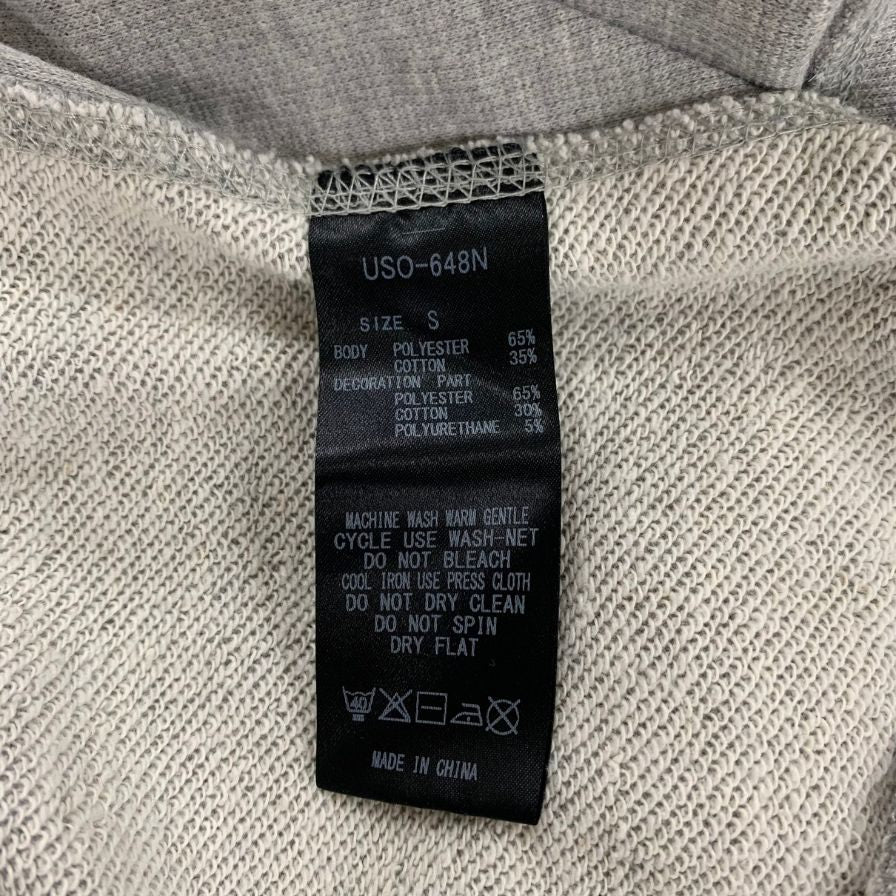 USO-648N
SIZE S
BODY POLYESTER 65%
COTTON 35%
DECORATION PART
POLYESTER 65%
COTTON 30%
POLYURETHANE 5%
MACHINE WASH WARM GENTLE
CYCLE USE WASH-NET
DO NOT BLEACH
COOL IRON USE PRESS CLOTH
DO NOT DRY CLEAN
DO NOT SPIN
DRY FLAT
40
MADE IN CHINA